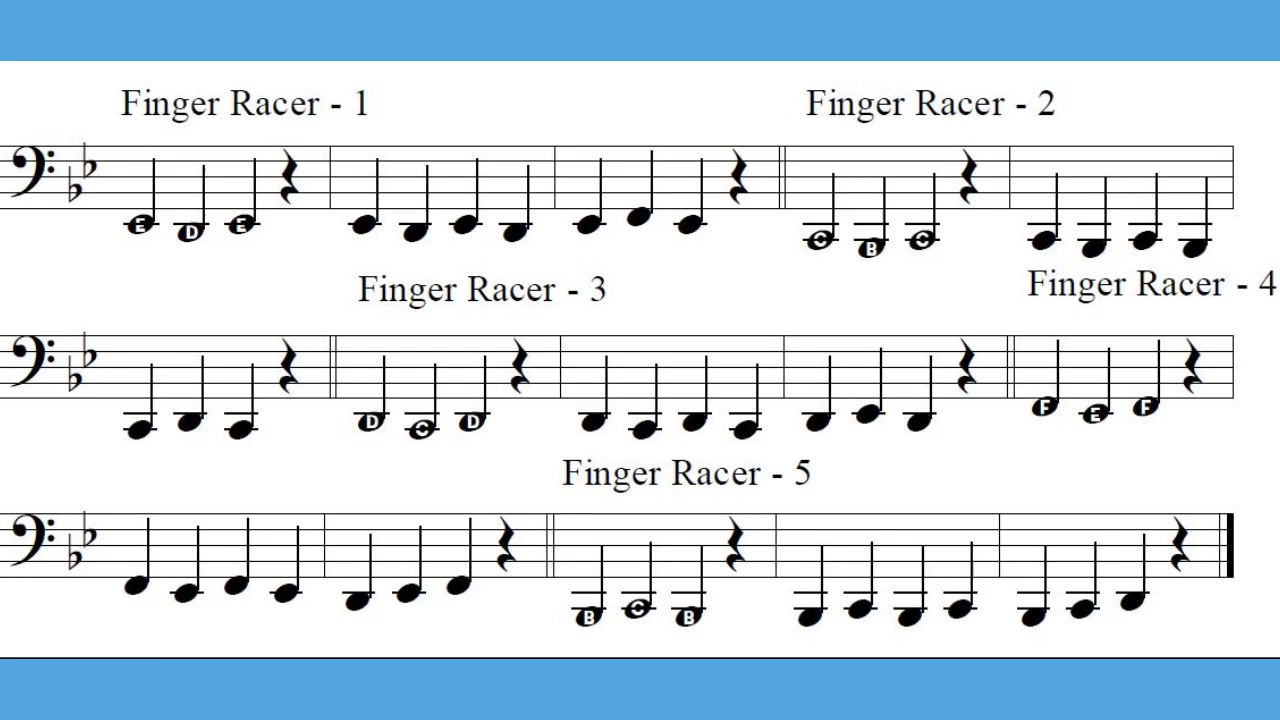 Finger Racer - 1
Finger Racer - 2
E D E
C B C
Finger Racer - 3
Finger Racer - 4
D C D
F E F
Finger Racer - 5
B C B